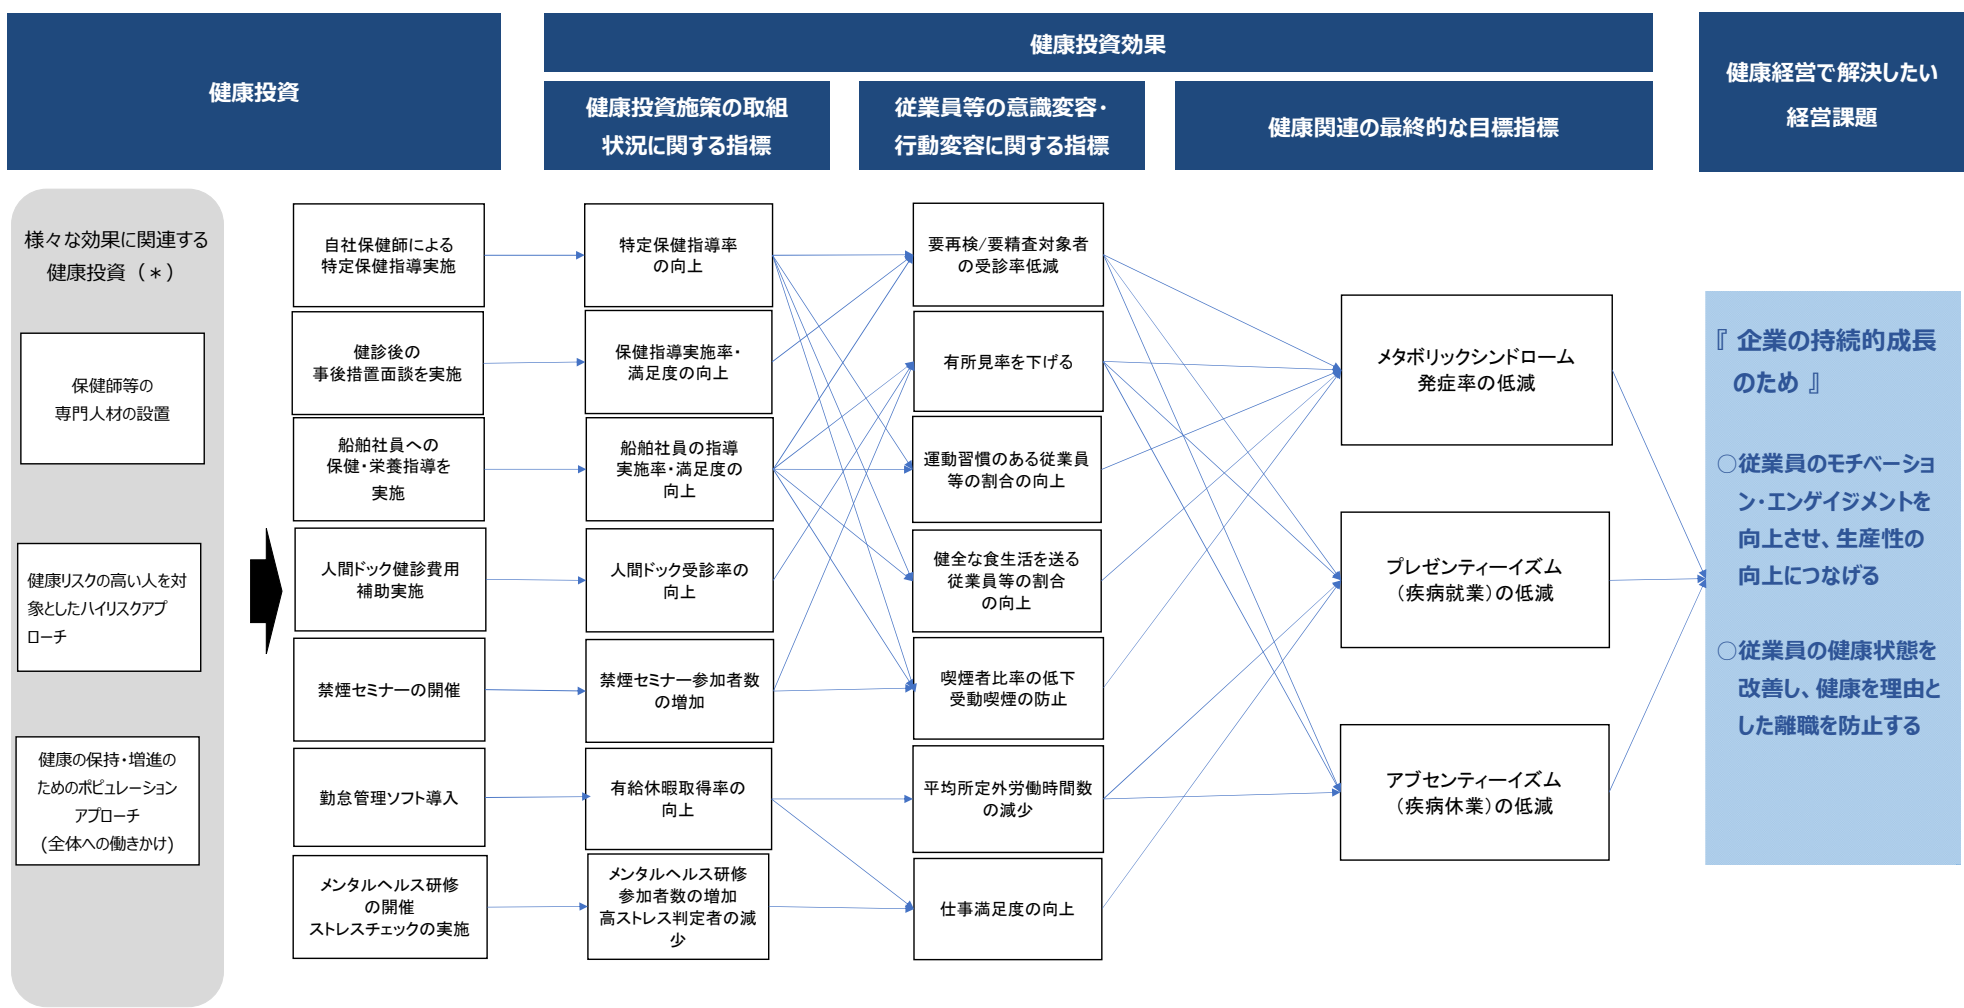 健康投資
健康投資効果
健康投資施策の取組
状況に関する指標
従業員等の意識変容・
行動変容に関する指標
健康関連の最終的な目標指標
健康経営で解決したい
経営課題
様々な効果に関連する
健康投資（＊）
保健師等の
専門人材の設置
健康リスクの高い人を対
象としたハイリスクアプ
ローチ
健康の保持・増進の
ためのポピュレーション
アプローチ
(全体への働きかけ)
自社保健師による
特定保健指導実施
健診後の
事後措置面談を実施
船舶社員への
保健・栄養指導を
実施
人間ドック健診費用
補助実施
禁煙セミナーの開催
勤怠管理ソフト導入
メンタルヘルス研修
の開催
ストレスチェックの実施
特定保健指導率
の向上
保健指導実施率・
満足度の向上
船舶社員の指導
実施率・満足度の
向上
人間ドック受診率の
向上
禁煙セミナー参加者数
の増加
有給休暇取得率の
向上
メンタルヘルス研修
参加者数の増加
高ストレス判定者の減
少
要再検/要精査対象者
の受診率低減
有所見率を下げる
運動習慣のある従業員
等の割合の向上
健全な食生活を送る
従業員等の割合
の向上
喫煙者比率の低下
受動喫煙の防止
平均所定外労働時間数
の減少
仕事満足度の向上
メタボリックシンドローム
発症率の低減
プレゼンティーイズム
（疾病就業）の低減
アブセンティーイズム
（疾病休業）の低減
『 企業の持続的成長
のため 』
○従業員のモチベーショ
ン・エンゲイジメントを
向上させ、生産性の
向上につなげる
○従業員の健康状態を
改善し、健康を理由と
した離職を防止する